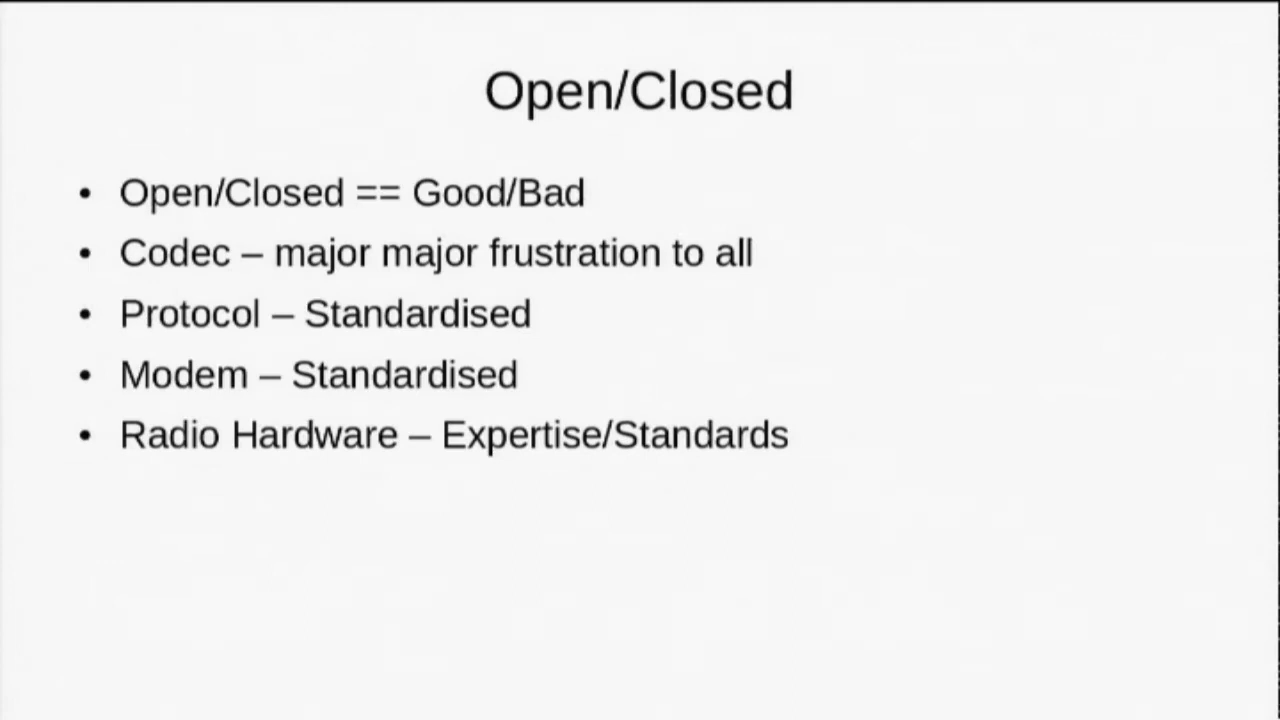 Open/Closed
• Open/Closed == Good/Bad
• Codec – major major frustration to all
• Protocol – Standardised
• Modem – Standardised
• Radio Hardware – Expertise/Standards